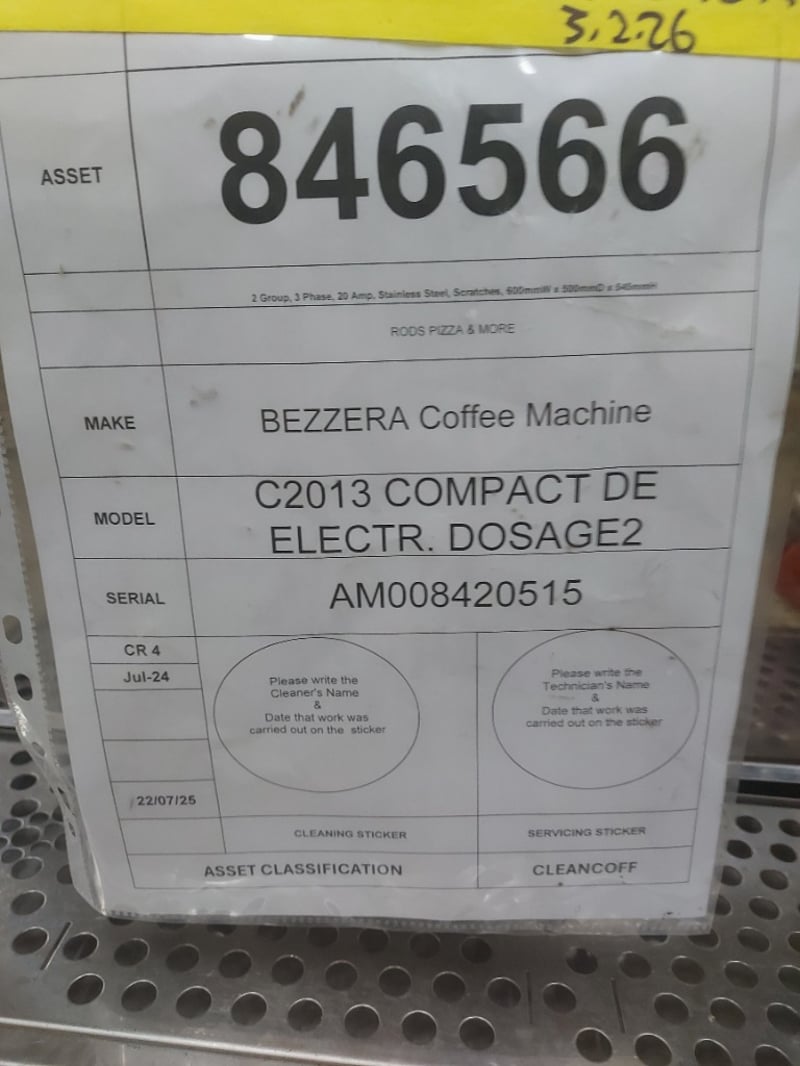 3.2.26
ASSET
846566
2 Group, 3 Phase, 20 Amp, Stainless Steel, Scratches, 600mmW x 500mmD x 545mmH
RODS PIZZA & MORE
MAKE
BEZZERA Coffee Machine
MODEL
C2013 COMPACT DE
ELECTR. DOSAGE2
SERIAL
AM008420515
CR 4
Jul-24
22/07/25
Please write the
Cleaner's Name
&
Date that work was
carried out on the sticker
Please write the
Technician's Name
&
Date that work was
carried out on the sticker
CLEANING STICKER
SERVICING STICKER
ASSET CLASSIFICATION
CLEANCOFF